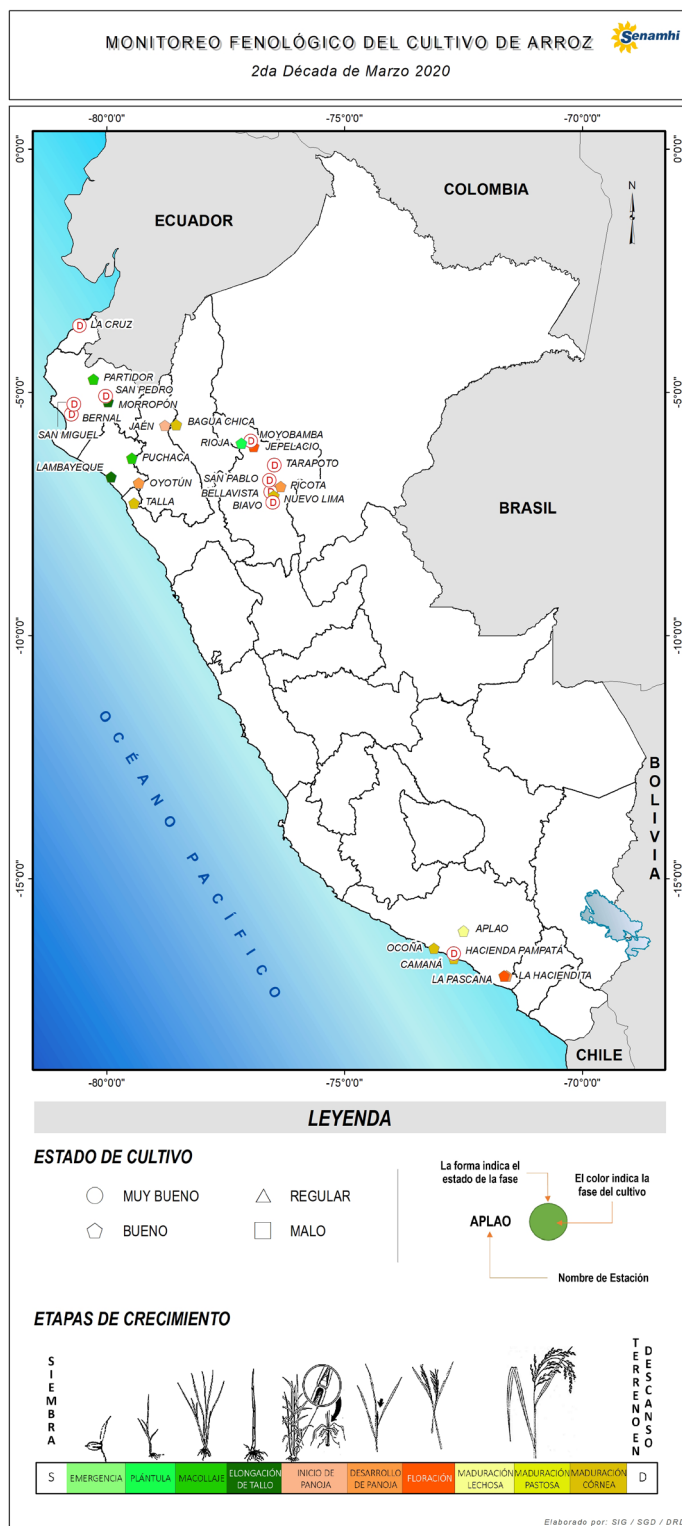 MONITOREO FENOLÓGICO DEL CULTIVO DE ARROZ
Senamhi
2da Década de Marzo 2020
-80°0'0" -75°0'0" -70°0'0"
0°0'0" 0°0'0"
N
COLOMBIA
ECUADOR
D LA CRUZ
PARTIDOR
-5°0'0" -5°0'0"
D SAN PEDRO
D MORROPÓN
D BERNAL
SAN MIGUEL
JAÉN BAGUA CHICA
RIOJA D MOYOBAMBA
JEPELACIO
PUCHACA
D TARAPOTO
LAMBAYEQUE
OYOTÚN
SAN PABLO D
PICOTA
BELLAVISTA D
TALLA
NUEVO LIMA
BIAVO D
BRASIL
-10°0'0" -10°0'0"
OCÉANO PACÍFICO
BOLIVIA
-15°0'0" -15°0'0"
APLAO
OCOÑA
D HACIENDA PAMPATÁ
CAMANÁ
LA PASCANA LA HACIENDITA
CHILE
-80°0'0" -75°0'0" -70°0'0"
LEYENDA
ESTADO DE CULTIVO
MUY BUENO
REGULAR
BUENO
MALO
La forma indica el
estado de la fase
El color indica la
fase del cultivo
APLAO
Nombre de Estación
ETAPAS DE CRECIMIENTO
SIEMBRA
TERRENO EN
DESCANSO
S
EMERGENCIA
PLÁNTULA
MACOLLAJE
ELONGACIÓN
DE TALLO
INICIO DE
PANOJA
DESARROLLO
DE PANOJA
FLORACIÓN
MADURACIÓN
LECHOSA
MADURACIÓN
PASTOSA
MADURACIÓN
CÓRNEA
D
Elaborado por: SIG / SGD / DRD